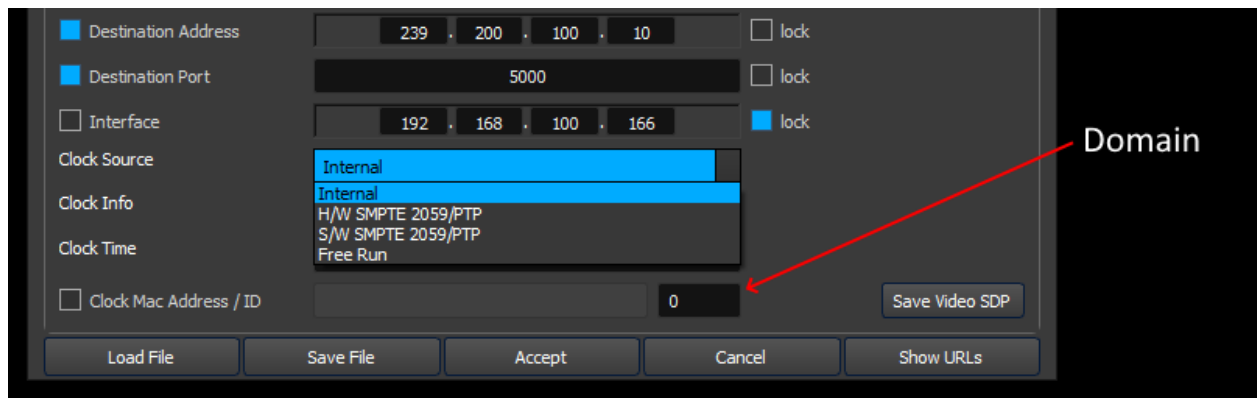 Destination Address 239 . 200 . 100 . 10 lock
Destination Port 5000 lock
Interface 192 . 168 . 100 . 166 lock
Domain
Clock Source Internal
Internal
Clock Info H/W SMPTE 2059/PTP
S/W SMPTE 2059/PTP
Clock Time Free Run
Clock Mac Address / ID 0 Save Video SDP
Load File Save File Accept Cancel Show URLs